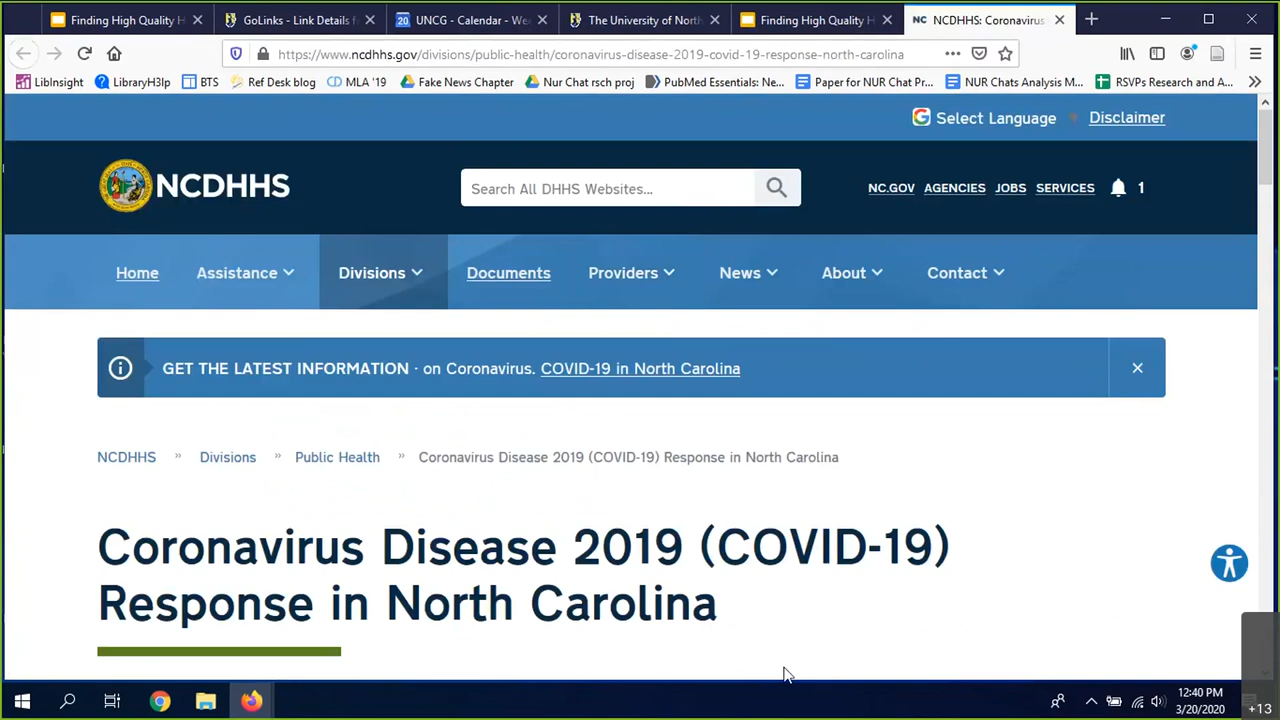 Finding High Quality H
GoLinks - Link Details f
20 UNCG - Calendar - We
The University of North
Finding High Quality H
NCDHHS: Coronavirus
https://www.ncdhhs.gov/divisions/public-health/coronavirus-disease-2019-covid-19-response-north-carolina
LibInsight LibraryH3lp BTS Ref Desk blog MLA '19 Fake News Chapter Nur Chat rsch proj PubMed Essentials: Ne... Paper for NUR Chat Pr... NUR Chats Analysis M... RSVPs Research and A...
Select Language Disclaimer
NCDHHS
Search All DHHS Websites...
NC.GOV AGENCIES JOBS SERVICES 1
Home Assistance Divisions Documents Providers News About Contact
GET THE LATEST INFORMATION · on Coronavirus. COVID-19 in North Carolina
NCDHHS » Divisions » Public Health » Coronavirus Disease 2019 (COVID-19) Response in North Carolina
Coronavirus Disease 2019 (COVID-19)
Response in North Carolina
12:40 PM
3/20/2020
+13